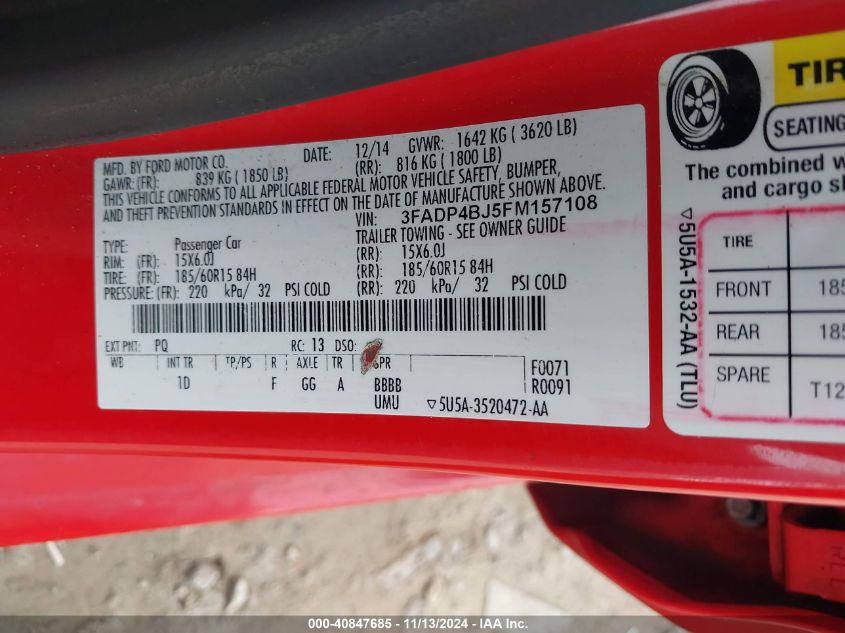 MFD. BY FORD MOTOR CO. DATE: 12/14 GVWR: 1642 KG ( 3620 LB)
GAWR: (FR): 839 KG ( 1850 LB) (RR): 816 KG ( 1800 LB)
THIS VEHICLE CONFORMS TO ALL APPLICABLE FEDERAL MOTOR VEHICLE SAFETY, BUMPER,
AND THEFT PREVENTION STANDARDS IN EFFECT ON THE DATE OF MANUFACTURE SHOWN ABOVE.
VIN: 3FADP4BJ5FM157108
TYPE: Passenger Car TRAILER TOWING - SEE OWNER GUIDE
RIM: (FR): 15X6.0J (RR): 15X6.0J
TIRE: (FR): 185/60R15 84H (RR): 185/60R15 84H
PRESSURE: (FR): 220 kPa/ 32 PSI COLD (RR): 220 kPa/ 32 PSI COLD
EXT PNT: PQ RC: 13 DSO:
WB INT TR TP/PS R AXLE TR SPR F0071
1D F GG A BBBB R0091
UMU ▽5U5A-3520472-AA
TIR
SEATING
The combined w
and cargo sh
▽5U5A-1532-AA (TLU)
TIRE
FRONT 185
REAR 185
SPARE T12
000-40847685 - 11/13/2024 - IAA Inc.